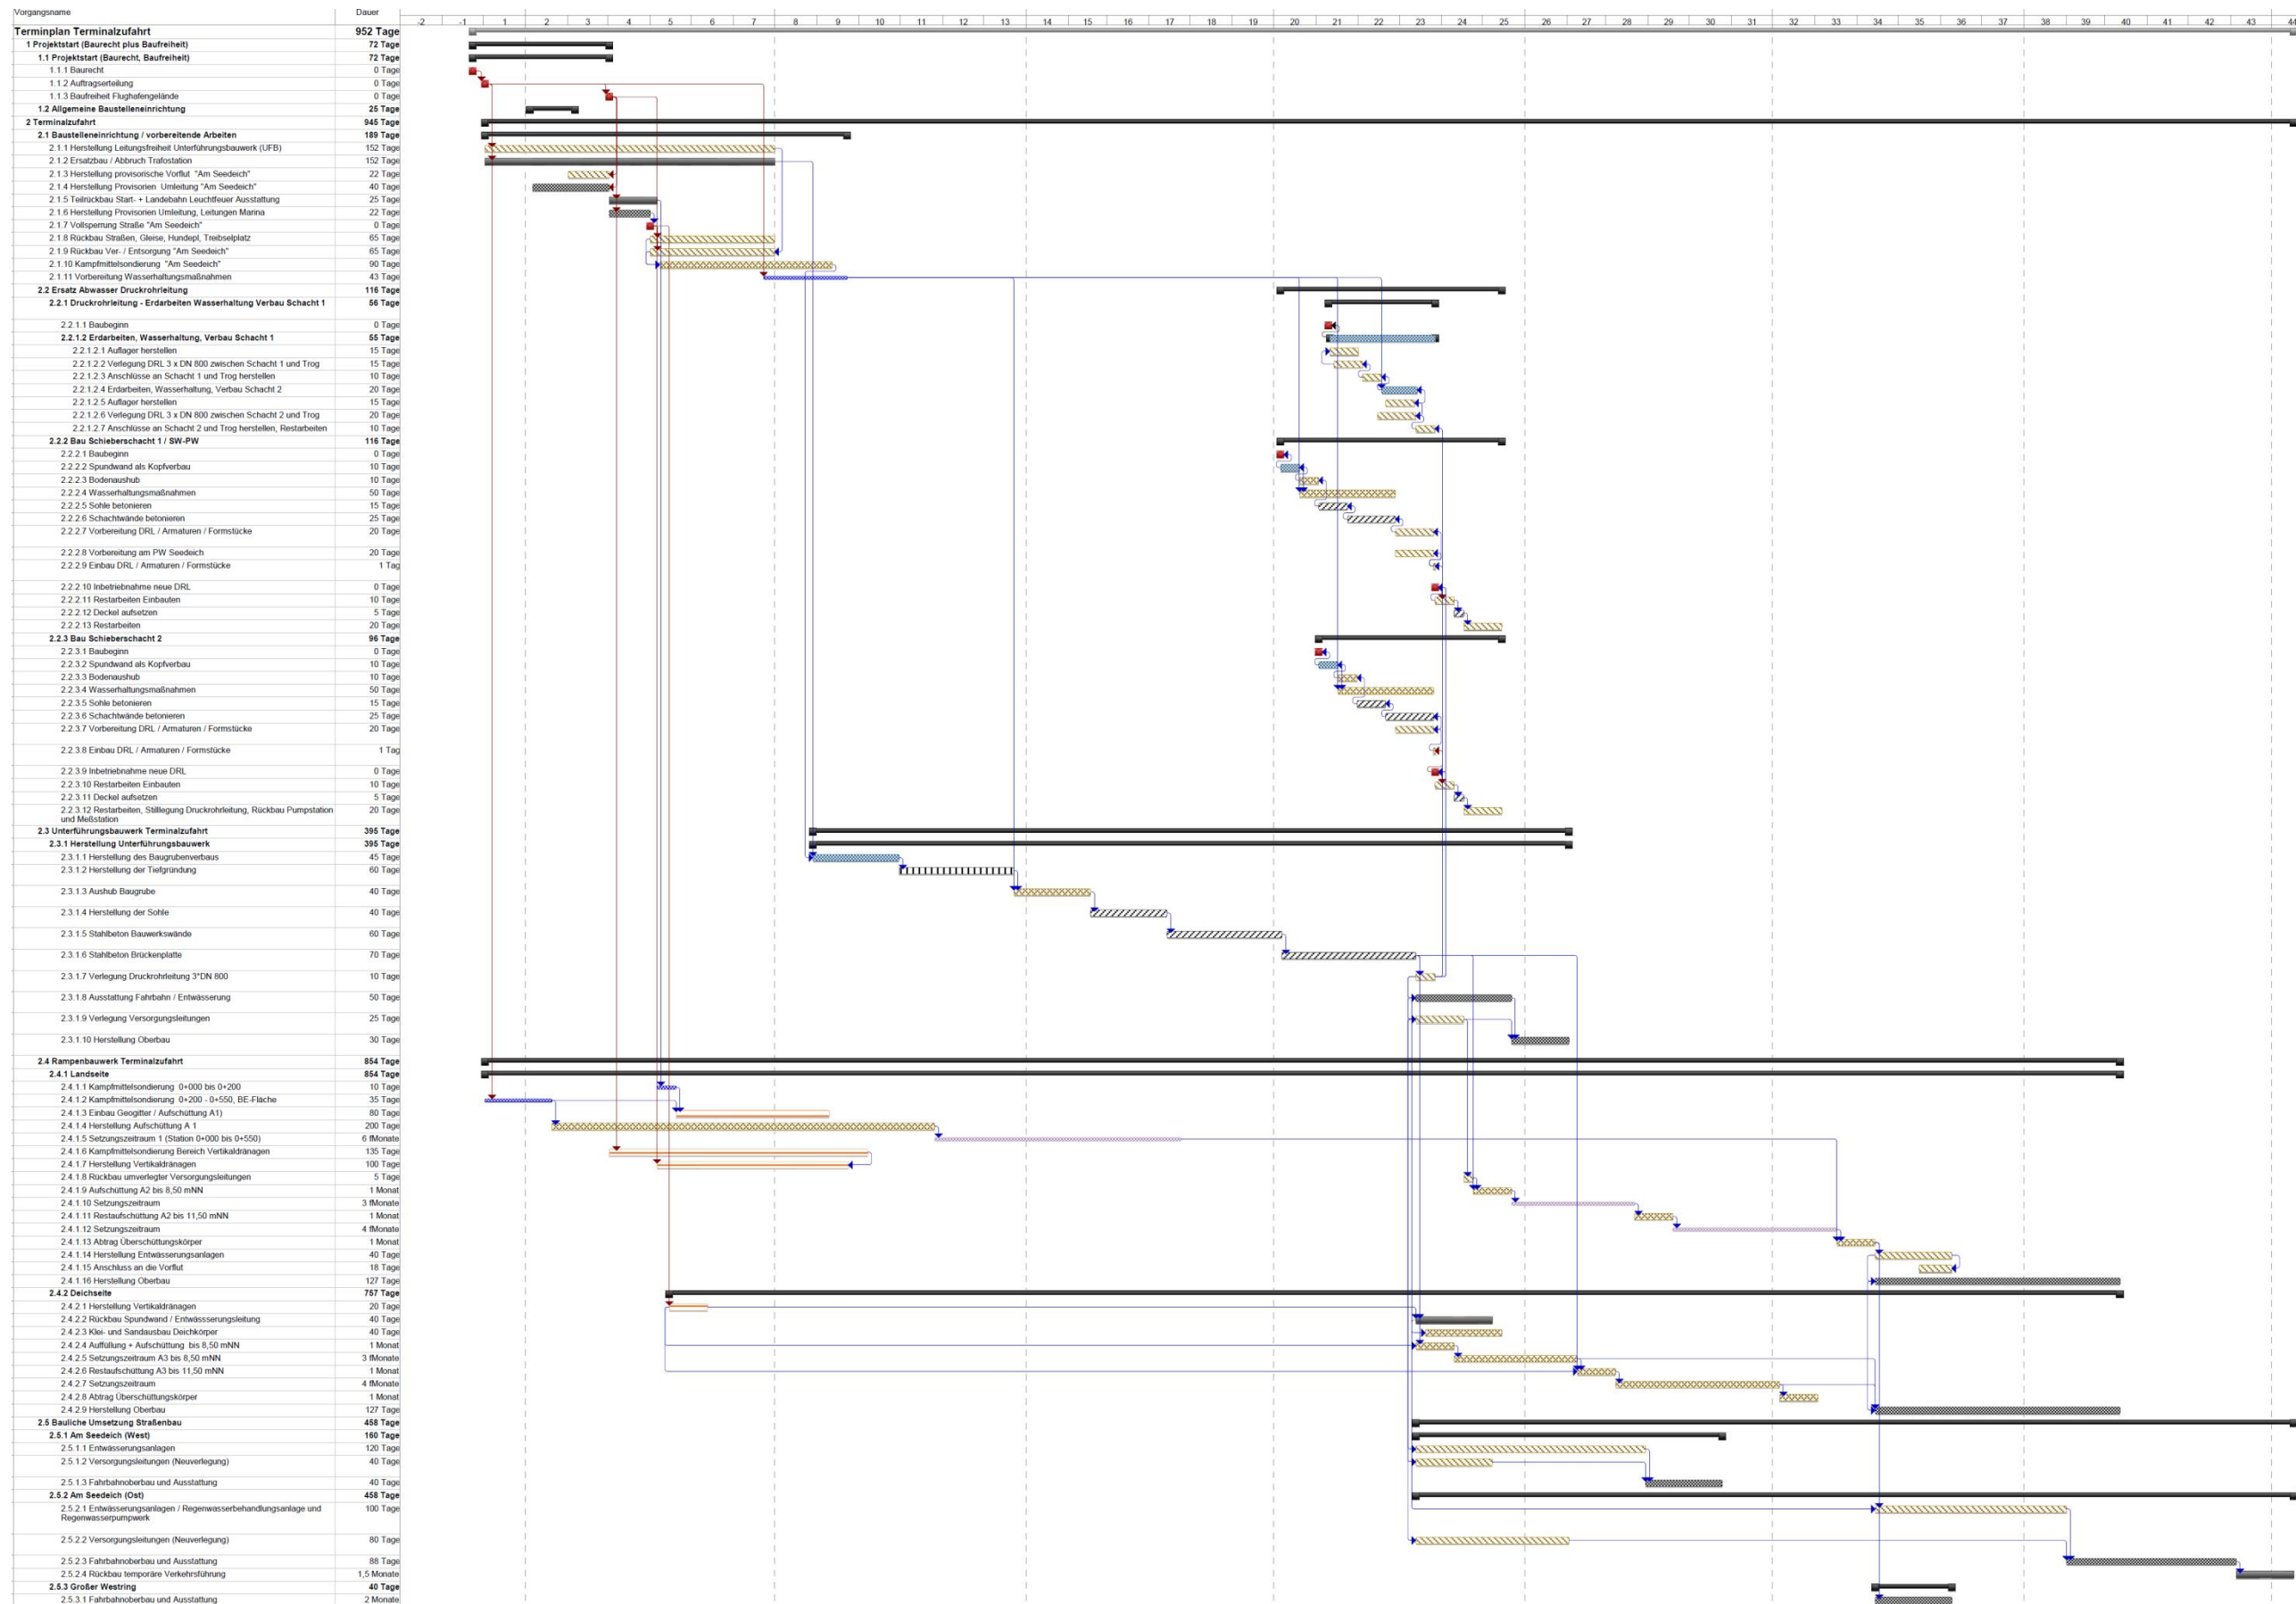 Vorgangsname Dauer -2 -1 1 2 3 4 5 6 7 8 9 10 11 12 13 14 15 16 17 18 19 20 21 22 23 24 25 26 27 28 29 30 31 32 33 34 35 36 37 38 39 40 41 42 43 44
Terminplan Terminalzufahrt 952 Tage
1 Projektstart (Baurecht plus Baufreiheit) 72 Tage
1.1 Projektstart (Baurecht, Baufreiheit) 72 Tage
1.1.1 Baurecht 0 Tage
1.1.2 Auftragserteilung 0 Tage
1.1.3 Baufreiheit Flughafengelände 0 Tage
1.2 Allgemeine Baustelleneinrichtung 25 Tage
2 Terminalzufahrt 945 Tage
2.1 Baustelleneinrichtung / vorbereitende Arbeiten 189 Tage
2.1.1 Herstellung Leitungsfreiheit Unterführungsbauwerk (UFB) 152 Tage
2.1.2 Ersatzbau / Abbruch Trafostation 152 Tage
2.1.3 Herstellung provisorische Vorflut "Am Seedeich" 22 Tage
2.1.4 Herstellung Provisorien Umleitung "Am Seedeich" 40 Tage
2.1.5 Teilrückbau Start- + Landebahn Leuchtfeuer Ausstattung 25 Tage
2.1.6 Herstellung Provisorien Umleitung, Leitungen Marina 22 Tage
2.1.7 Vollsperrung Straße "Am Seedeich" 0 Tage
2.1.8 Rückbau Straßen, Gleise, Hundepl, Treibselplatz 65 Tage
2.1.9 Rückbau Ver- / Entsorgung "Am Seedeich" 65 Tage
2.1.10 Kampfmittelsondierung "Am Seedeich" 90 Tage
2.1.11 Vorbereitung Wasserhaltungsmaßnahmen 43 Tage
2.2 Ersatz Abwasser Druckrohrleitung 116 Tage
2.2.1 Druckrohrleitung - Erdarbeiten Wasserhaltung Verbau Schacht 1 56 Tage
2.2.1.1 Baubeginn 0 Tage
2.2.1.2 Erdarbeiten, Wasserhaltung, Verbau Schacht 1 55 Tage
2.2.1.2.1 Auflager herstellen 15 Tage
2.2.1.2.2 Verlegung DRL 3 x DN 800 zwischen Schacht 1 und Trog 15 Tage
2.2.1.2.3 Anschlüsse an Schacht 1 und Trog herstellen 10 Tage
2.2.1.2.4 Erdarbeiten, Wasserhaltung, Verbau Schacht 2 20 Tage
2.2.1.2.5 Auflager herstellen 15 Tage
2.2.1.2.6 Verlegung DRL 3 x DN 800 zwischen Schacht 2 und Trog 20 Tage
2.2.1.2.7 Anschlüsse an Schacht 2 und Trog herstellen, Restarbeiten 10 Tage
2.2.2 Bau Schieberschacht 1 / SW-PW 116 Tage
2.2.2.1 Baubeginn 0 Tage
2.2.2.2 Spundwand als Kopfverbau 10 Tage
2.2.2.3 Bodenaushub 10 Tage
2.2.2.4 Wasserhaltungsmaßnahmen 50 Tage
2.2.2.5 Sohle betonieren 15 Tage
2.2.2.6 Schachtwände betonieren 25 Tage
2.2.2.7 Vorbereitung DRL / Armaturen / Formstücke 20 Tage
2.2.2.8 Vorbereitung am PW Seedeich 20 Tage
2.2.2.9 Einbau DRL / Armaturen / Formstücke 1 Tag
2.2.2.10 Inbetriebnahme neue DRL 0 Tage
2.2.2.11 Restarbeiten Einbauten 10 Tage
2.2.2.12 Deckel aufsetzen 5 Tage
2.2.2.13 Restarbeiten 20 Tage
2.2.3 Bau Schieberschacht 2 96 Tage
2.2.3.1 Baubeginn 0 Tage
2.2.3.2 Spundwand als Kopfverbau 10 Tage
2.2.3.3 Bodenaushub 10 Tage
2.2.3.4 Wasserhaltungsmaßnahmen 50 Tage
2.2.3.5 Sohle betonieren 15 Tage
2.2.3.6 Schachtwände betonieren 25 Tage
2.2.3.7 Vorbereitung DRL / Armaturen / Formstücke 20 Tage
2.2.3.8 Einbau DRL / Armaturen / Formstücke 1 Tag
2.2.3.9 Inbetriebnahme neue DRL 0 Tage
2.2.3.10 Restarbeiten Einbauten 10 Tage
2.2.3.11 Deckel aufsetzen 5 Tage
2.2.3.12 Restarbeiten, Stilllegung Druckrohrleitung, Rückbau Pumpstation 20 Tage
und Meßstation
2.3 Unterführungsbauwerk Terminalzufahrt 395 Tage
2.3.1 Herstellung Unterführungsbauwerk 395 Tage
2.3.1.1 Herstellung des Baugrubenverbaus 45 Tage
2.3.1.2 Herstellung der Tiefgründung 60 Tage
2.3.1.3 Aushub Baugrube 40 Tage
2.3.1.4 Herstellung der Sohle 40 Tage
2.3.1.5 Stahlbeton Bauwerkswände 60 Tage
2.3.1.6 Stahlbeton Brückenplatte 70 Tage
2.3.1.7 Verlegung Druckrohrleitung 3*DN 800 10 Tage
2.3.1.8 Ausstattung Fahrbahn / Entwässerung 50 Tage
2.3.1.9 Verlegung Versorgungsleitungen 25 Tage
2.3.1.10 Herstellung Oberbau 30 Tage
2.4 Rampenbauwerk Terminalzufahrt 854 Tage
2.4.1 Landseite 854 Tage
2.4.1.1 Kampfmittelsondierung 0+000 bis 0+200 10 Tage
2.4.1.2 Kampfmittelsondierung 0+200 - 0+550, BE-Fläche 35 Tage
2.4.1.3 Einbau Geogitter / Aufschüttung A1) 80 Tage
2.4.1.4 Herstellung Aufschüttung A 1 200 Tage
2.4.1.5 Setzungszeitraum 1 (Station 0+000 bis 0+550) 6 fMonate
2.4.1.6 Kampfmittelsondierung Bereich Vertikaldränagen 135 Tage
2.4.1.7 Herstellung Vertikaldränagen 100 Tage
2.4.1.8 Rückbau umverlegter Versorgungsleitungen 5 Tage
2.4.1.9 Aufschüttung A2 bis 8,50 mNN 1 Monat
2.4.1.10 Setzungszeitraum 3 fMonate
2.4.1.11 Restaufschüttung A2 bis 11,50 mNN 1 Monat
2.4.1.12 Setzungszeitraum 4 fMonate
2.4.1.13 Abtrag Überschüttungskörper 1 Monat
2.4.1.14 Herstellung Entwässerungsanlagen 40 Tage
2.4.1.15 Anschluss an die Vorflut 18 Tage
2.4.1.16 Herstellung Oberbau 127 Tage
2.4.2 Deichseite 757 Tage
2.4.2.1 Herstellung Vertikaldränagen 20 Tage
2.4.2.2 Rückbau Spundwand / Entwässserungsleitung 40 Tage
2.4.2.3 Klei- und Sandausbau Deichkörper 40 Tage
2.4.2.4 Auffüllung + Aufschüttung bis 8,50 mNN 1 Monat
2.4.2.5 Setzungszeitraum A3 bis 8,50 mNN 3 fMonate
2.4.2.6 Restaufschüttung A3 bis 11,50 mNN 1 Monat
2.4.2.7 Setzungszeitraum 4 fMonate
2.4.2.8 Abtrag Überschüttungskörper 1 Monat
2.4.2.9 Herstellung Oberbau 127 Tage
2.5 Bauliche Umsetzung Straßenbau 458 Tage
2.5.1 Am Seedeich (West) 160 Tage
2.5.1.1 Entwässerungsanlagen 120 Tage
2.5.1.2 Versorgungsleitungen (Neuverlegung) 40 Tage
2.5.1.3 Fahrbahnoberbau und Ausstattung 40 Tage
2.5.2 Am Seedeich (Ost) 458 Tage
2.5.2.1 Entwässerungsanlagen / Regenwasserbehandlungsanlage und 100 Tage
Regenwasserpumpwerk
2.5.2.2 Versorgungsleitungen (Neuverlegung) 80 Tage
2.5.2.3 Fahrbahnoberbau und Ausstattung 88 Tage
2.5.2.4 Rückbau temporäre Verkehrsführung 1,5 Monate
2.5.3 Großer Westring 40 Tage
2.5.3.1 Fahrbahnoberbau und Ausstattung 2 Monate